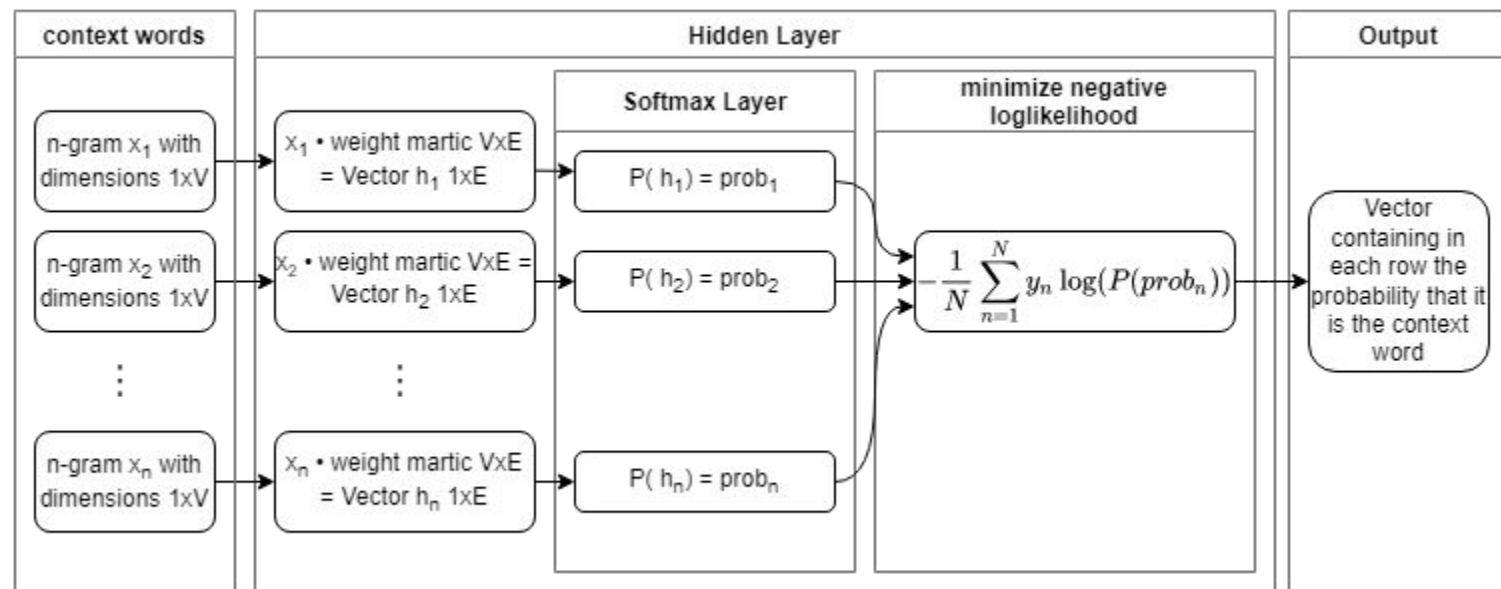 context words
Hidden Layer
Output
Softmax Layer
minimize negative
loglikelihood
n-gram x₁ with
dimensions 1xV
x₁ • weight martic VxE
= Vector h₁ 1xE
P( h₁) = prob₁
n-gram x₂ with
dimensions 1xV
x₂ • weight martic VxE =
Vector h₂ 1xE
P( h₂) = prob₂
⋮
⋮
n-gram xₙ with
dimensions 1xV
xₙ • weight martic VxE
= Vector hₙ 1xE
P( hₙ) = probₙ
−1/N ∑ₙ₌₁ᴺ yₙ log(P(probₙ))
Vector
containing in
each row the
probability that it
is the context
word